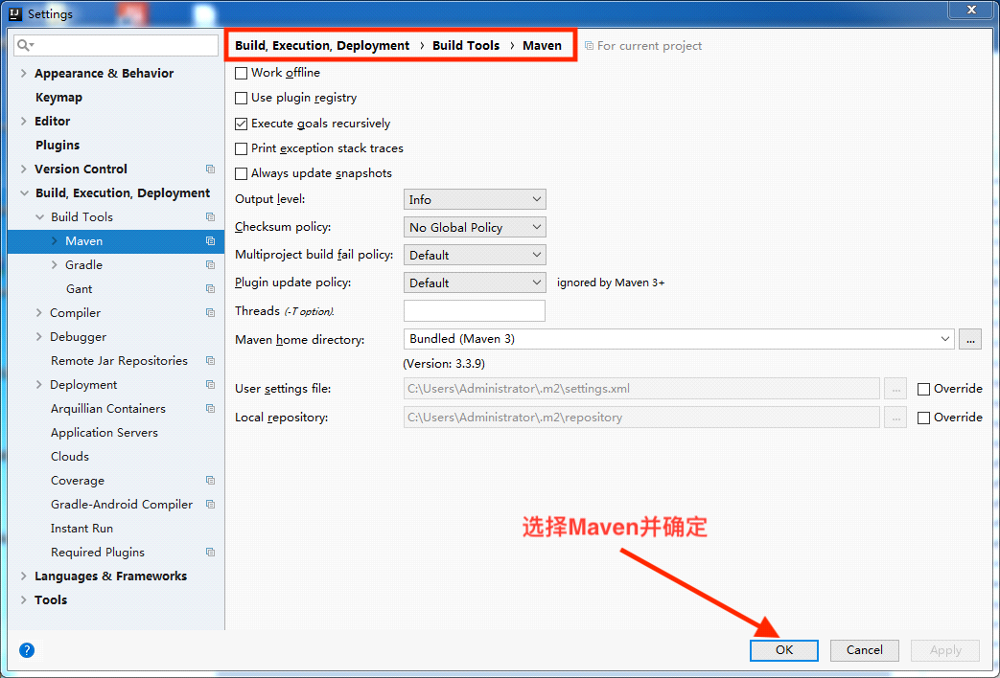 Settings
Build, Execution, Deployment › Build Tools › Maven For current project
Appearance & Behavior
Keymap
Editor
Plugins
Version Control
Build, Execution, Deployment
Build Tools
Maven
Gradle
Gant
Compiler
Debugger
Remote Jar Repositories
Deployment
Arquillian Containers
Application Servers
Clouds
Coverage
Gradle-Android Compiler
Instant Run
Required Plugins
Languages & Frameworks
Tools
Work offline
Use plugin registry
Execute goals recursively
Print exception stack traces
Always update snapshots
Output level: Info
Checksum policy: No Global Policy
Multiproject build fail policy: Default
Plugin update policy: Default ignored by Maven 3+
Threads (-T option).
Maven home directory: Bundled (Maven 3) ...
(Version: 3.3.9)
User settings file: C:\Users\Administrator\.m2\settings.xml ... Override
Local repository: C:\Users\Administrator\.m2\repository ... Override
选择Maven并确定
? OK Cancel Apply